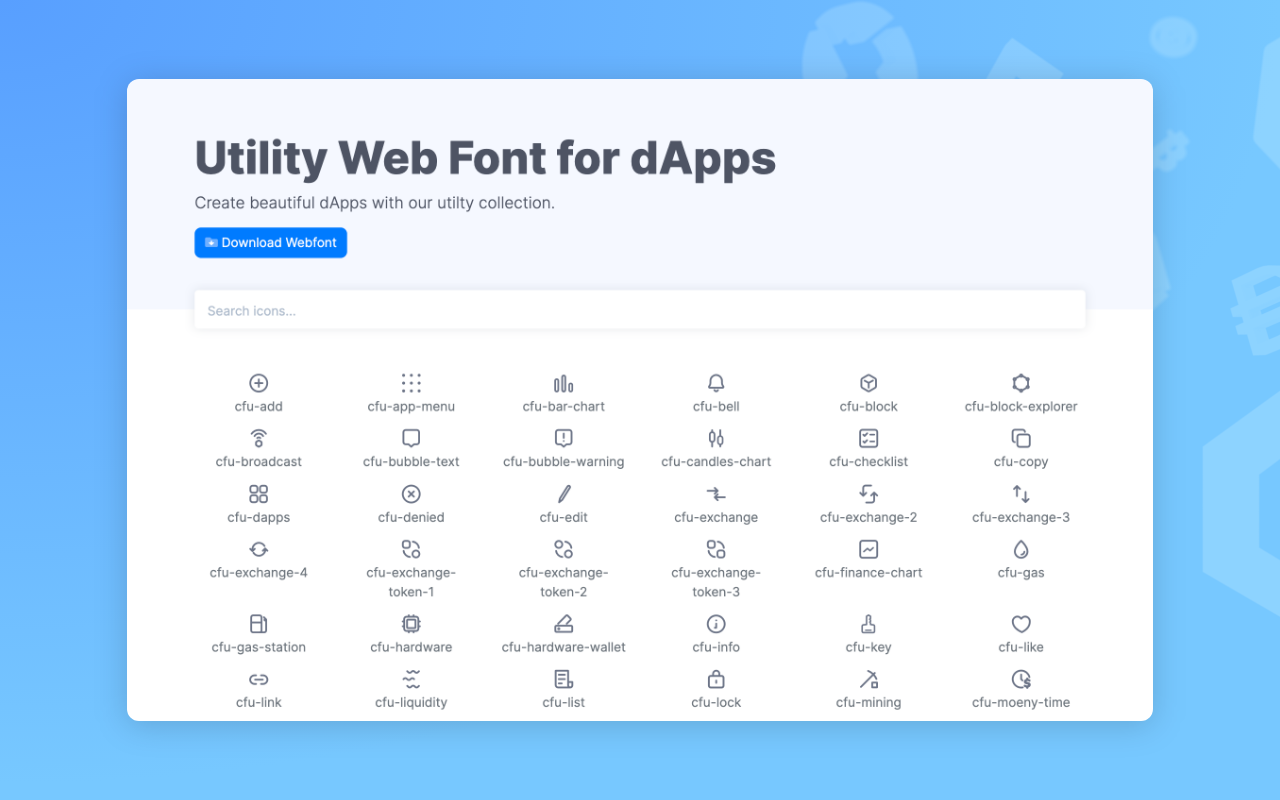 Utility Web Font for dApps
Create beautiful dApps with our utilty collection.
Download Webfont
Search icons...
cfu-add cfu-app-menu cfu-bar-chart cfu-bell cfu-block cfu-block-explorer
cfu-broadcast cfu-bubble-text cfu-bubble-warning cfu-candles-chart cfu-checklist cfu-copy
cfu-dapps cfu-denied cfu-edit cfu-exchange cfu-exchange-2 cfu-exchange-3
cfu-exchange-4 cfu-exchange-token-1 cfu-exchange-token-2 cfu-exchange-token-3 cfu-finance-chart cfu-gas
cfu-gas-station cfu-hardware cfu-hardware-wallet cfu-info cfu-key cfu-like
cfu-link cfu-liquidity cfu-list cfu-lock cfu-mining cfu-moeny-time